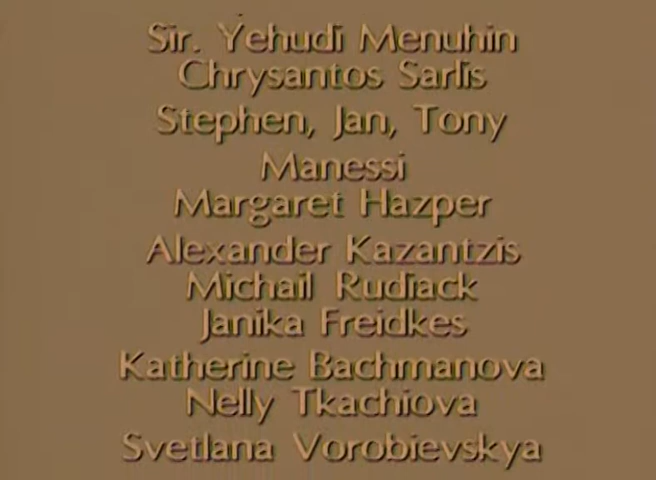 Sir. Yehudi Menuhin
Chrysantos Sarlis
Stephen, Jan, Tony
Manessi
Margaret Hazper
Alexander Kazantzis
Michail Rudiack
Janika Freidkes
Katherine Bachmanova
Nelly Tkachiova
Svetlana Vorobievskya